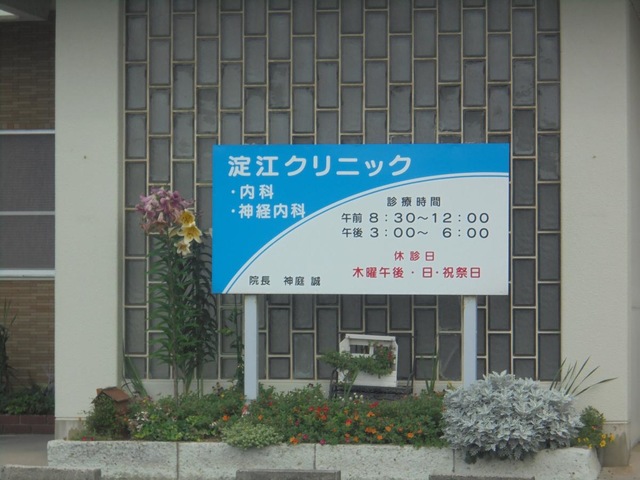 淀江クリニック
・内科
・神経内科
診療時間
午前 8：30～12：00
午後 3：00～ 6：00
休診日
木曜午後・日・祝祭日
院長 神庭 誠